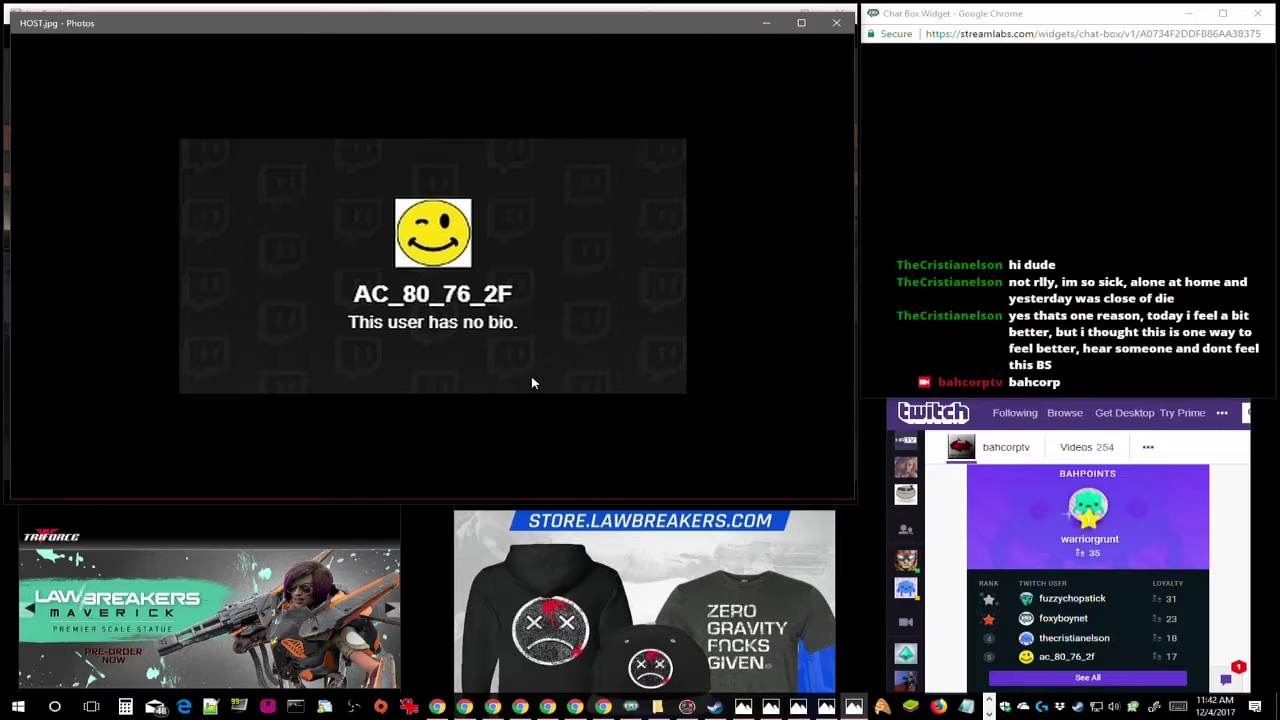 HOST.jpg - Photos
AC_80_76_2F
This user has no bio.
Chat Box Widget - Google Chrome
Secure https://streamlabs.com/widgets/chat-box/v1/A0734F2DDFB86AA38375
TheCristianelson hi dude
TheCristianelson not rlly, im so sick, alone at home and
yesterday was close of die
TheCristianelson yes thats one reason, today i feel a bit
better, but i thought this is one way to
feel better, hear someone and dont feel
this BS
bahcorptv bahcorp
twitch Following Browse Get Desktop Try Prime
bahcorptv Videos 254
BAHPOINTS
1
warriorgrunt
35
RANK TWITCH USER LOYALTY
fuzzychopstick 31
foxyboynet 23
4 thecristianelson 18
5 ac_80_76_2f 17
See All
1
TRIFORCE
LAWBREAKERS
MAVERICK
PREMIER SCALE STATUE
PRE-ORDER
NOW
STORE.LAWBREAKERS.COM
ZERO
GRAVITY
FNCKS
GIVEN
11:42 AM
12/4/2017